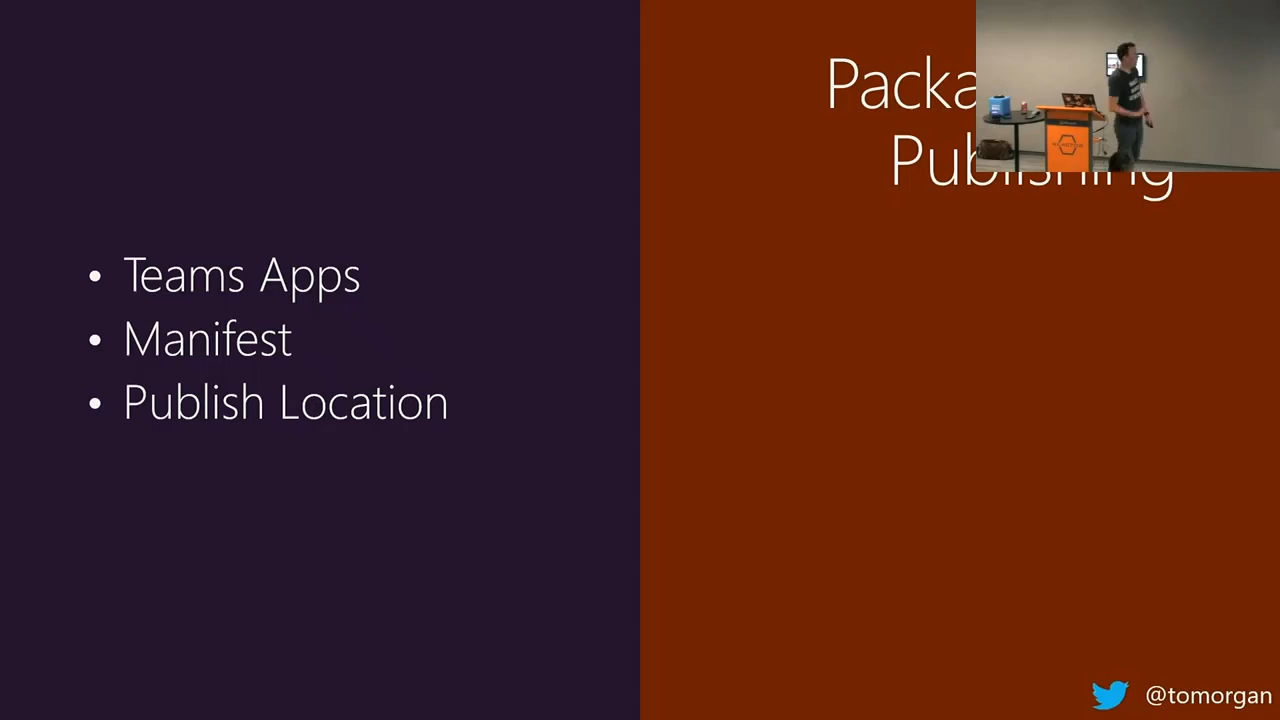 Packa
Publishing
• Teams Apps
• Manifest
• Publish Location
@tomorgan